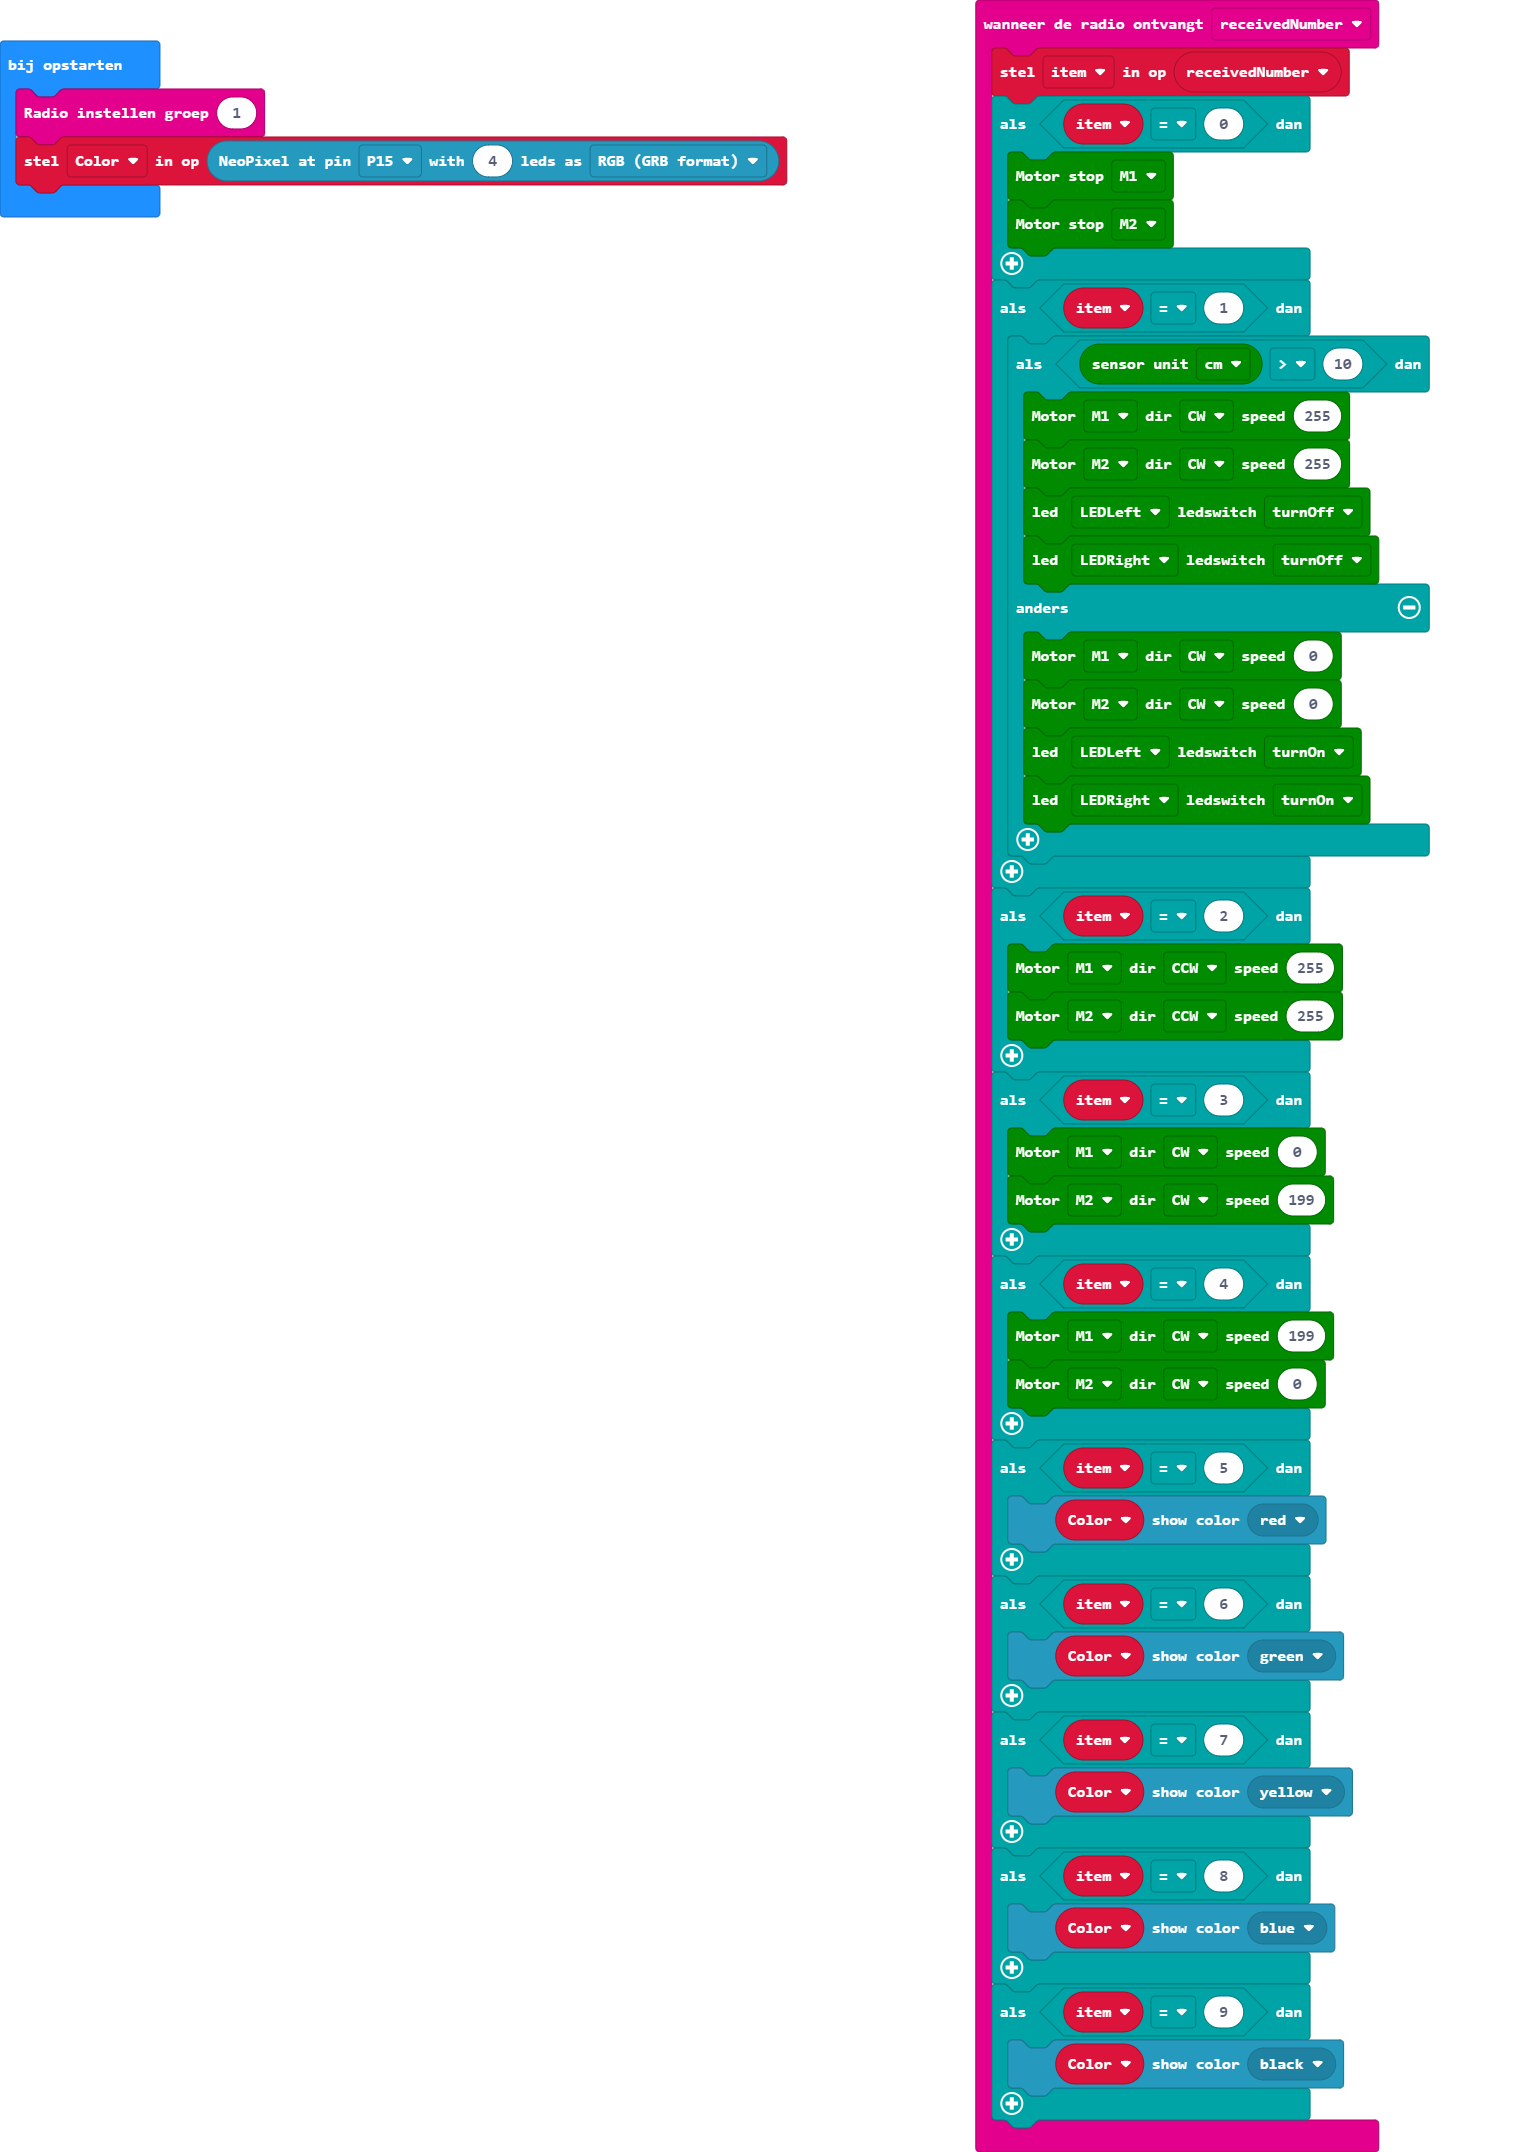 bij opstarten
Radio instellen groep 1
stel Color in op NeoPixel at pin P15 with 4 leds as RGB (GRB format)
wanneer de radio ontvangt receivedNumber
stel item in op receivedNumber
als item = 0 dan
Motor stop M1
Motor stop M2
als item = 1 dan
als sensor unit cm > 10 dan
Motor M1 dir CW speed 255
Motor M2 dir CW speed 255
led LEDLeft ledswitch turnOff
led LEDRight ledswitch turnOff
anders
Motor M1 dir CW speed 0
Motor M2 dir CW speed 0
led LEDLeft ledswitch turnOn
led LEDRight ledswitch turnOn
als item = 2 dan
Motor M1 dir CCW speed 255
Motor M2 dir CCW speed 255
als item = 3 dan
Motor M1 dir CW speed 0
Motor M2 dir CW speed 199
als item = 4 dan
Motor M1 dir CW speed 199
Motor M2 dir CW speed 0
als item = 5 dan
Color show color red
als item = 6 dan
Color show color green
als item = 7 dan
Color show color yellow
als item = 8 dan
Color show color blue
als item = 9 dan
Color show color black